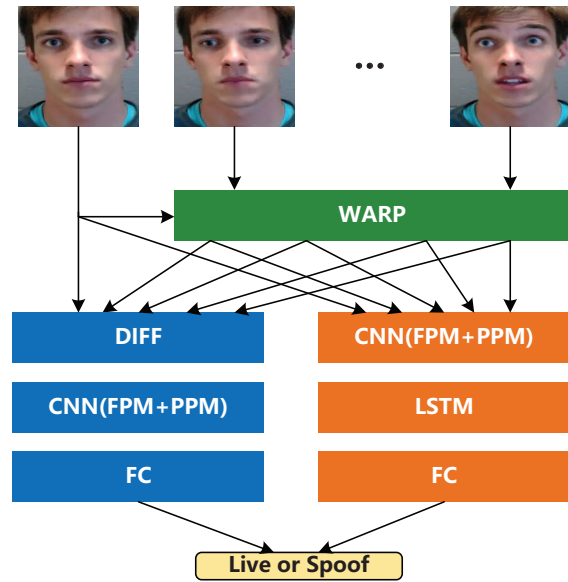 ...
WARP
DIFF
CNN(FPM+PPM)
CNN(FPM+PPM)
LSTM
FC
FC
Live or Spoof